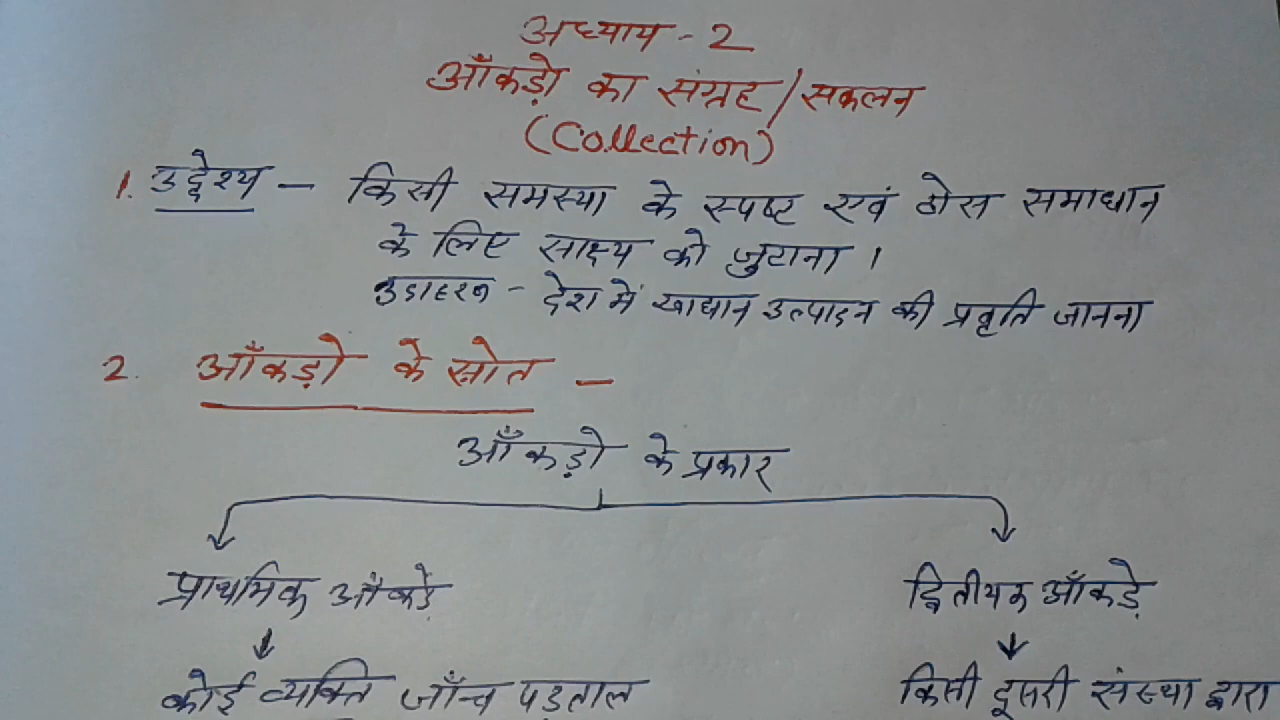 अध्याय - 2
आँकड़ो का संग्रह / सकलन
(Collection)
1. उद्देश्य – किसी समस्या के स्पष्ट एवं ठोस समाधान
के लिए साक्ष्य को जुटाना ।
उदाहरन - देश में खाद्यान उत्पादन की प्रवृति जानना
2. आँकड़ो के स्रोत –
आँकड़ो के प्रकार
प्राथमिक आँकड़े द्वितीयक आँकड़े
कोई व्यक्ति जाँच पड़ताल किसी दूसरी संस्था द्वारा